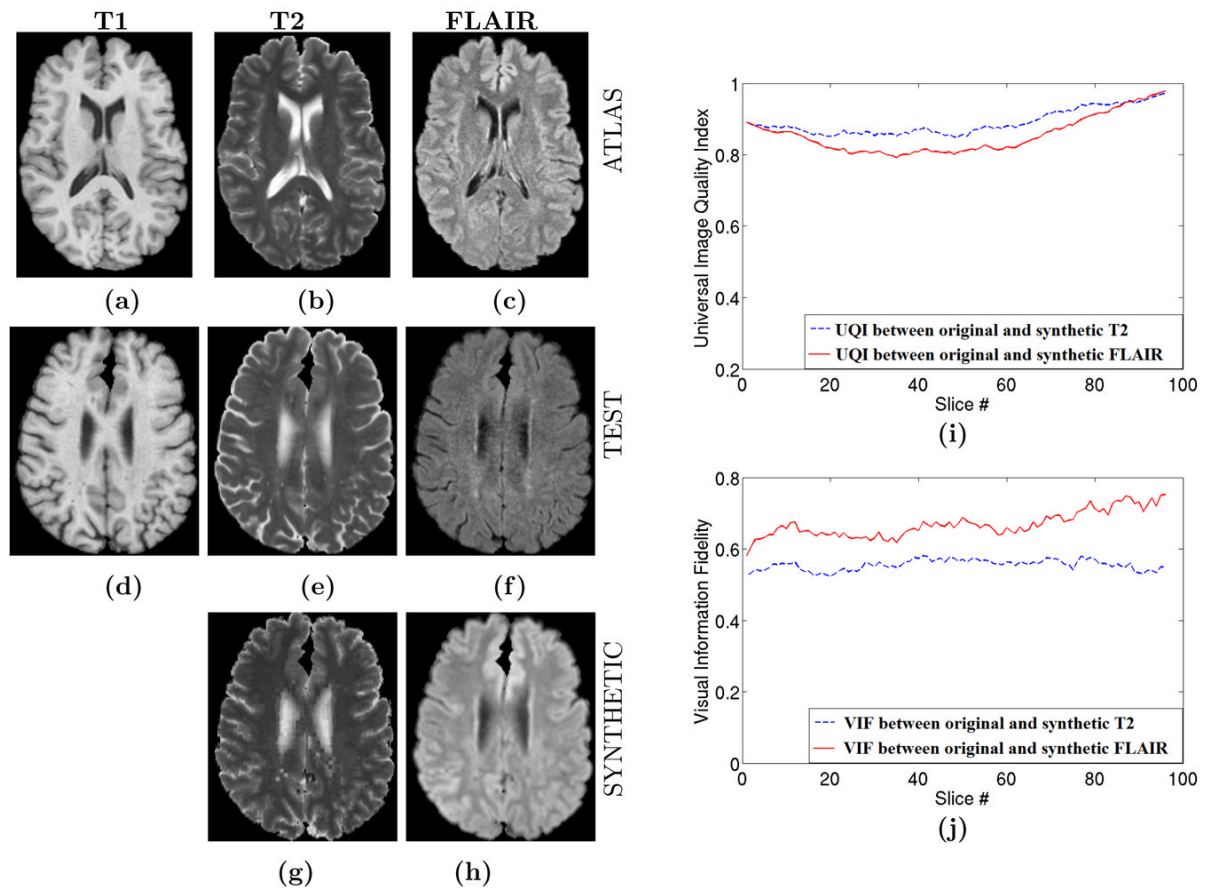 T1 T2 FLAIR
ATLAS
(a) (b) (c)
TEST
(d) (e) (f)
SYNTHETIC
(g) (h)
Universal Image Quality Index
1
0.8
0.6
0.4
0.2
UQI between original and synthetic T2
UQI between original and synthetic FLAIR
0 20 40 60 80 100
Slice #
(i)
Visual Information Fidelity
0.8
0.6
0.4
0.2
0
VIF between original and synthetic T2
VIF between original and synthetic FLAIR
0 20 40 60 80 100
Slice #
(j)